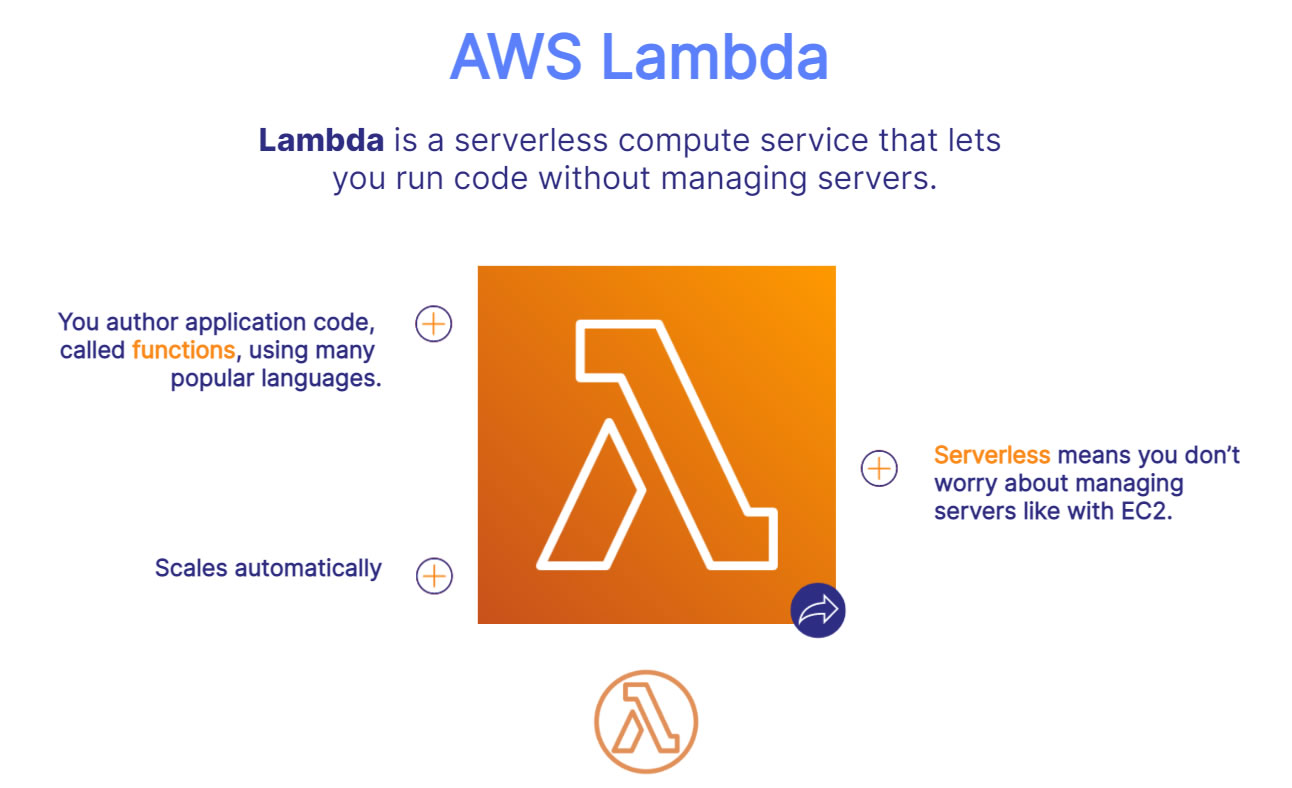 AWS Lambda
Lambda is a serverless compute service that lets
you run code without managing servers.
You author application code,
called functions, using many
popular languages.
Serverless means you don’t
worry about managing
servers like with EC2.
Scales automatically